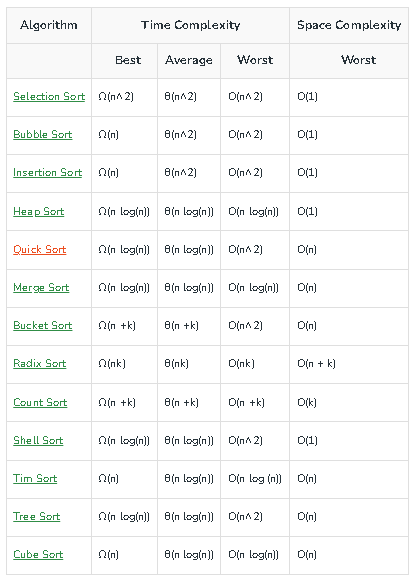 Algorithm Time Complexity Space Complexity
Best Average Worst Worst
Selection Sort Ω(n^2) θ(n^2) O(n^2) O(1)
Bubble Sort Ω(n) θ(n^2) O(n^2) O(1)
Insertion Sort Ω(n) θ(n^2) O(n^2) O(1)
Heap Sort Ω(n log(n)) θ(n log(n)) O(n log(n)) O(1)
Quick Sort Ω(n log(n)) θ(n log(n)) O(n^2) O(n)
Merge Sort Ω(n log(n)) θ(n log(n)) O(n log(n)) O(n)
Bucket Sort Ω(n +k) θ(n +k) O(n^2) O(n)
Radix Sort Ω(nk) θ(nk) O(nk) O(n + k)
Count Sort Ω(n +k) θ(n +k) O(n +k) O(k)
Shell Sort Ω(n log(n)) θ(n log(n)) O(n^2) O(1)
Tim Sort Ω(n) θ(n log(n)) O(n log (n)) O(n)
Tree Sort Ω(n log(n)) θ(n log(n)) O(n^2) O(n)
Cube Sort Ω(n) θ(n log(n)) O(n log(n)) O(n)